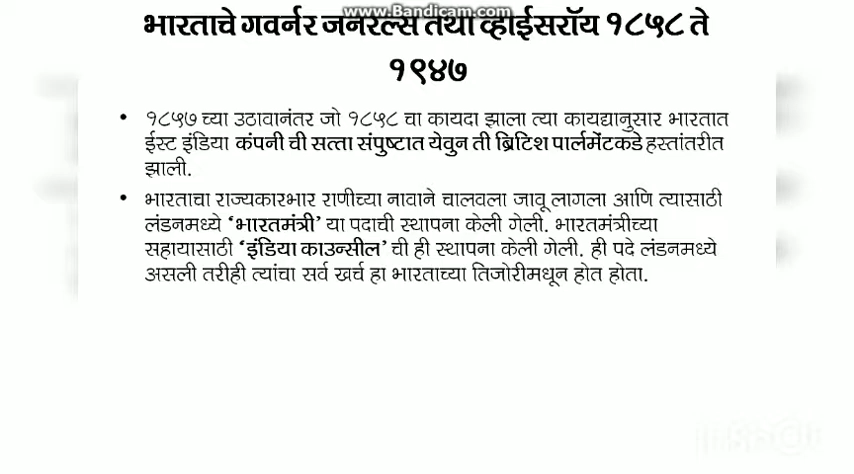 www.Bandicam.com
भारताचे गवर्नर जनरल्स तथा व्हाईसरॉय १८५८ ते
१९४७
• १८५७ च्या उठावानंतर जो १८५८ चा कायदा झाला त्या कायद्यानुसार भारतात
ईस्ट इंडिया कंपनी ची सत्ता संपुष्टात येवुन ती ब्रिटिश पार्लमेंटकडे हस्तांतरीत
झाली.
• भारताचा राज्यकारभार राणीच्या नावाने चालवला जावू लागला आणि त्यासाठी
लंडनमध्ये ‘भारतमंत्री’ या पदाची स्थापना केली गेली. भारतमंत्रीच्या
सहायासाठी ‘इंडिया काउन्सील’ ची ही स्थापना केली गेली. ही पदे लंडनमध्ये
असली तरीही त्यांचा सर्व खर्च हा भारताच्या तिजोरीमधून होत होता.